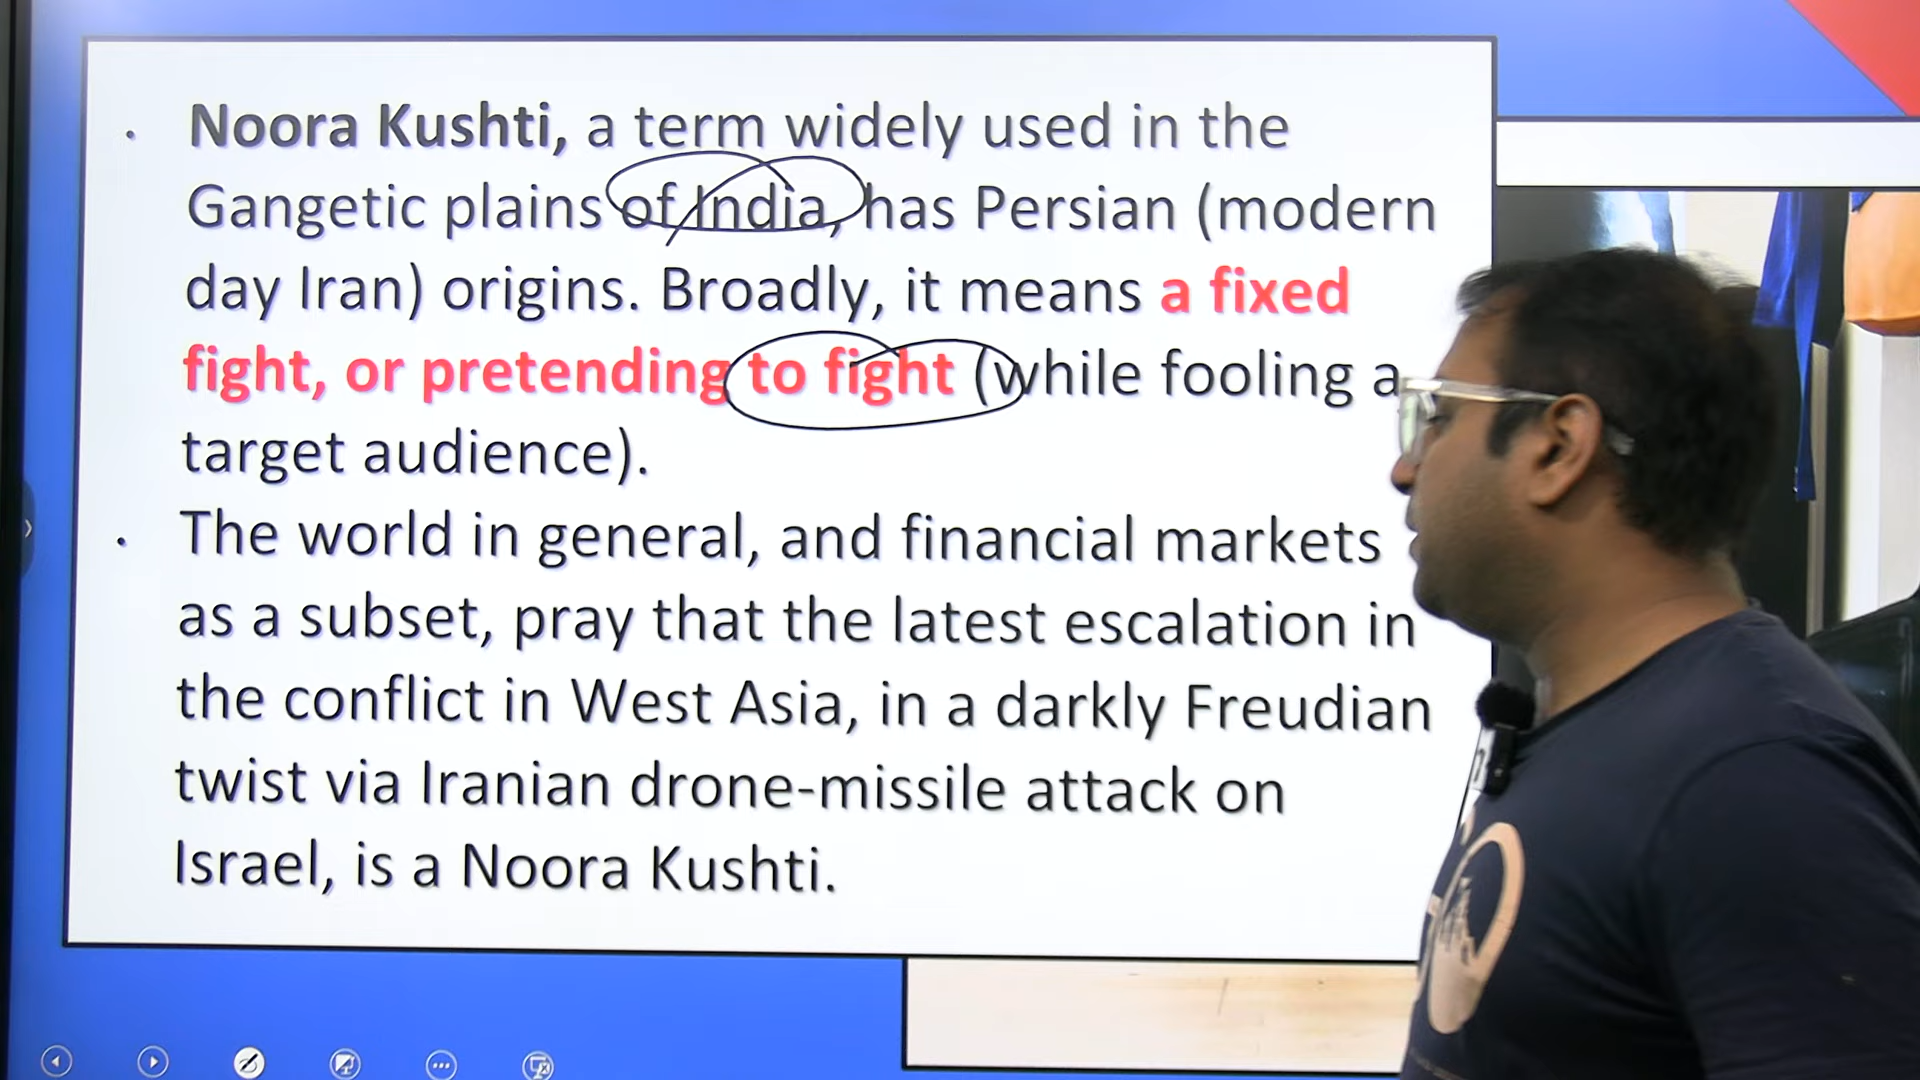 Noora Kushti, a term widely used in the
Gangetic plains of India, has Persian (modern
day Iran) origins. Broadly, it means a fixed
fight, or pretending to fight (while fooling a
target audience).
The world in general, and financial markets
as a subset, pray that the latest escalation in
the conflict in West Asia, in a darkly Freudian
twist via Iranian drone-missile attack on
Israel, is a Noora Kushti.